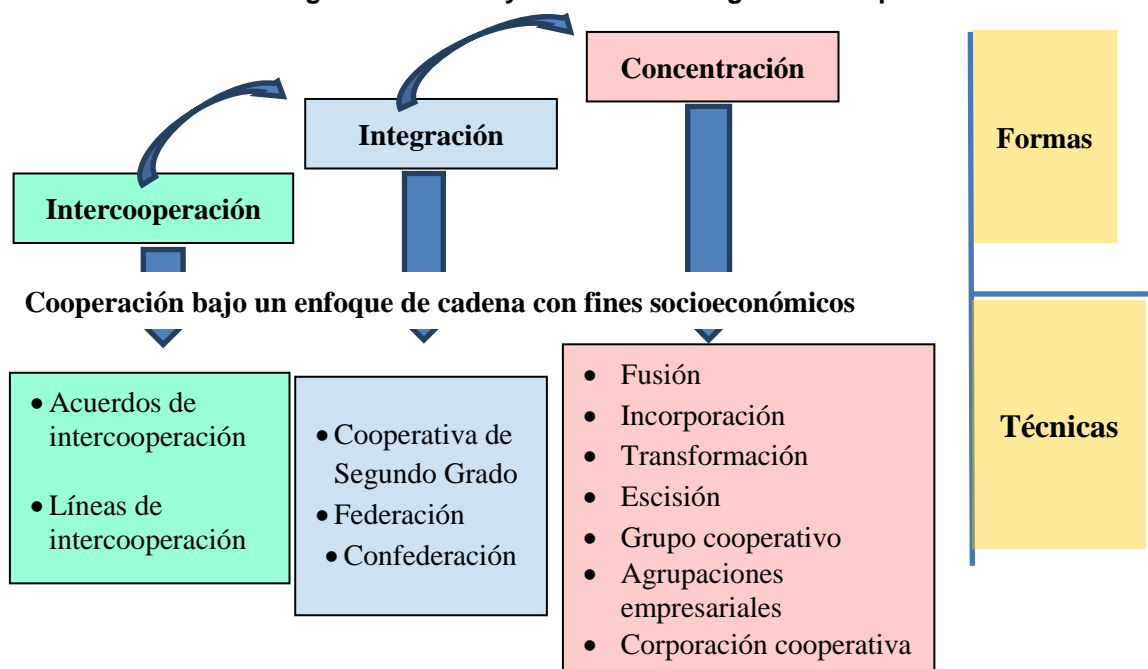 Concentración
Integración
Intercooperación
Formas
Cooperación bajo un enfoque de cadena con fines socioeconómicos
• Acuerdos de
intercooperación
• Líneas de
intercooperación
• Cooperativa de
Segundo Grado
• Federación
• Confederación
• Fusión
• Incorporación
• Transformación
• Escisión
• Grupo cooperativo
• Agrupaciones
empresariales
• Corporación cooperativa
Técnicas